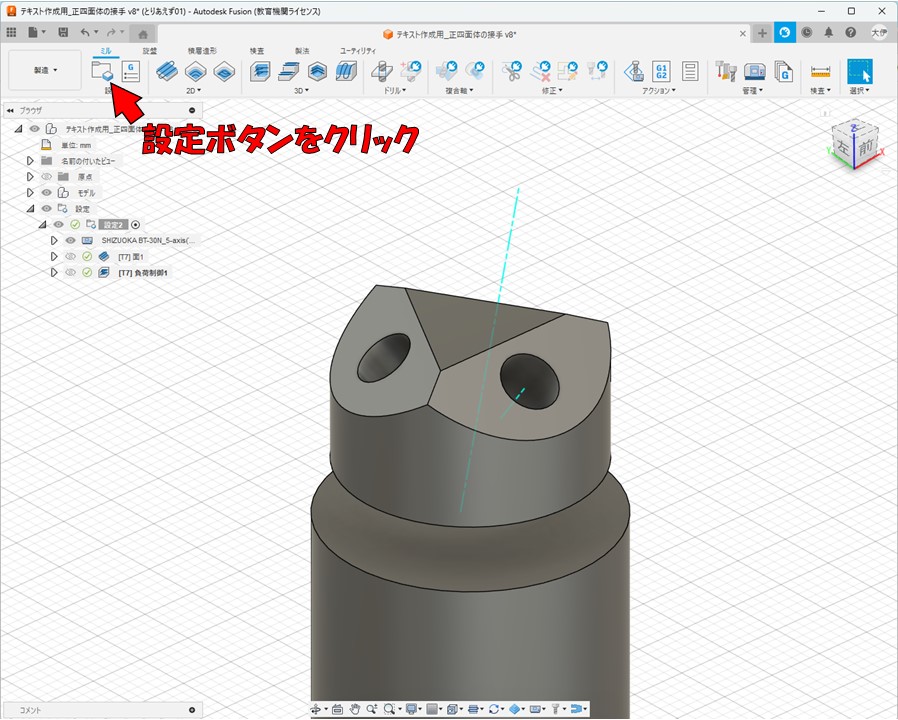 テキスト作成用_正四面体の接手 v8* (とりあえず01) - Autodesk Fusion (教育機関ライセンス)
テキスト作成用_正四面体の接手 v8*
大伊
ミル 旋盤 積層造形 検査 製法 ユーティリティ
製造
G
G1
G2
G
設 2D 3D ドリル 複合軸 修正 アクション 管理 検査 選択
設定ボタンをクリック
ブラウザ
テキスト作成用_正四面体
単位: mm
名前の付いたビュー
原点
モデル
設定
設定2
SHIZUOKA BT-30N_5-axis(...
[T7] 面1
[T7] 負荷制御1
Z
左 前
Y X
コメント